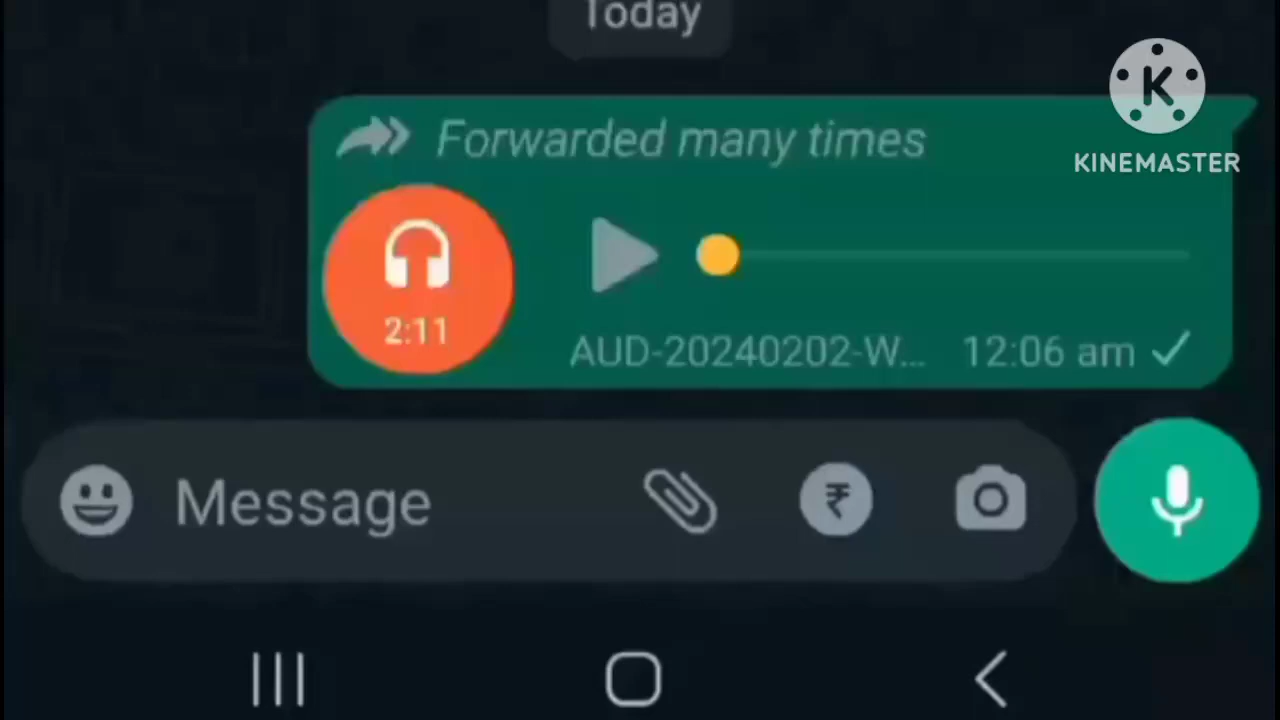 Today
Forwarded many times
K
KINEMASTER
2:11
AUD-20240202-W... 12:06 am
Message
₹